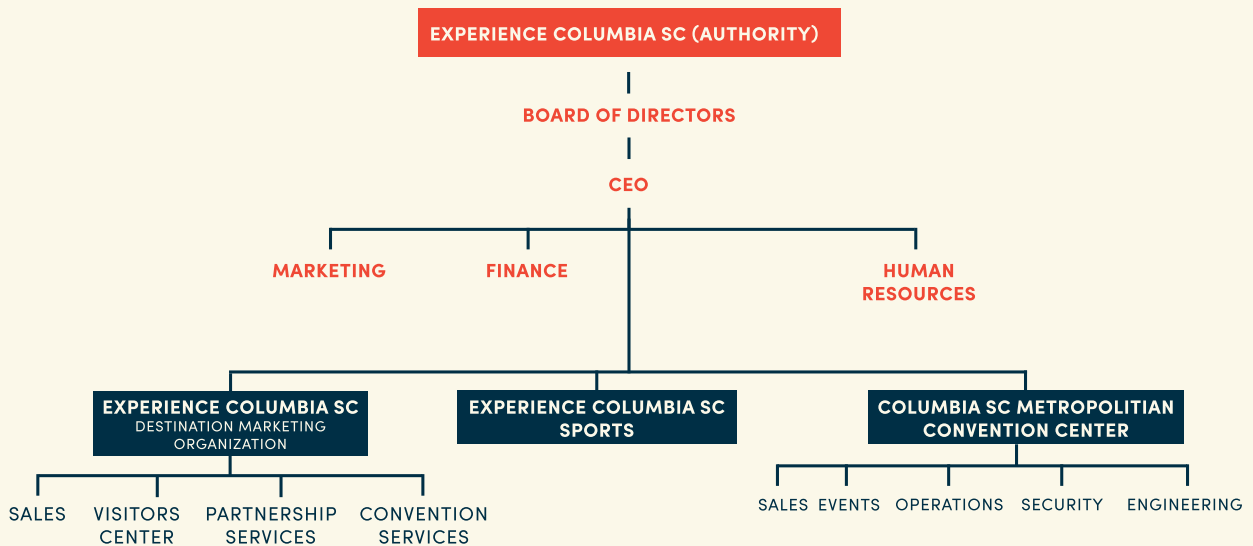 EXPERIENCE COLUMBIA SC (AUTHORITY)
BOARD OF DIRECTORS
CEO
MARKETING
FINANCE
HUMAN
RESOURCES
EXPERIENCE COLUMBIA SC
DESTINATION MARKETING
ORGANIZATION
EXPERIENCE COLUMBIA SC
SPORTS
COLUMBIA SC METROPOLITIAN
CONVENTION CENTER
SALES
VISITORS
CENTER
PARTNERSHIP
SERVICES
CONVENTION
SERVICES
SALES
EVENTS
OPERATIONS
SECURITY
ENGINEERING